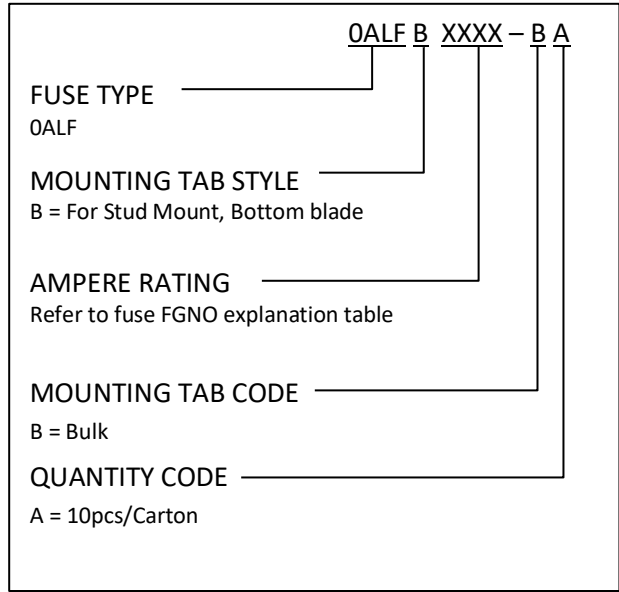 0ALF B XXXX – B A
FUSE TYPE
0ALF
MOUNTING TAB STYLE
B = For Stud Mount, Bottom blade
AMPERE RATING
Refer to fuse FGNO explanation table
MOUNTING TAB CODE
B = Bulk
QUANTITY CODE
A = 10pcs/Carton